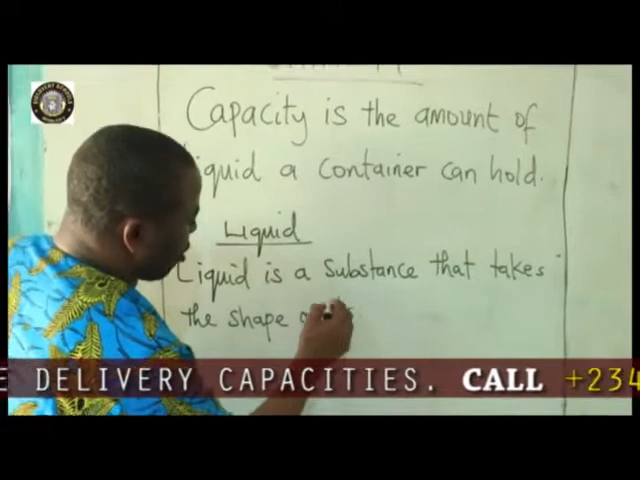 Capacity is the amount of
Liquid a Container can hold.
Liquid
Liquid is a Substance that takes
the shape
DELIVERY CAPACITIES. CALL +234